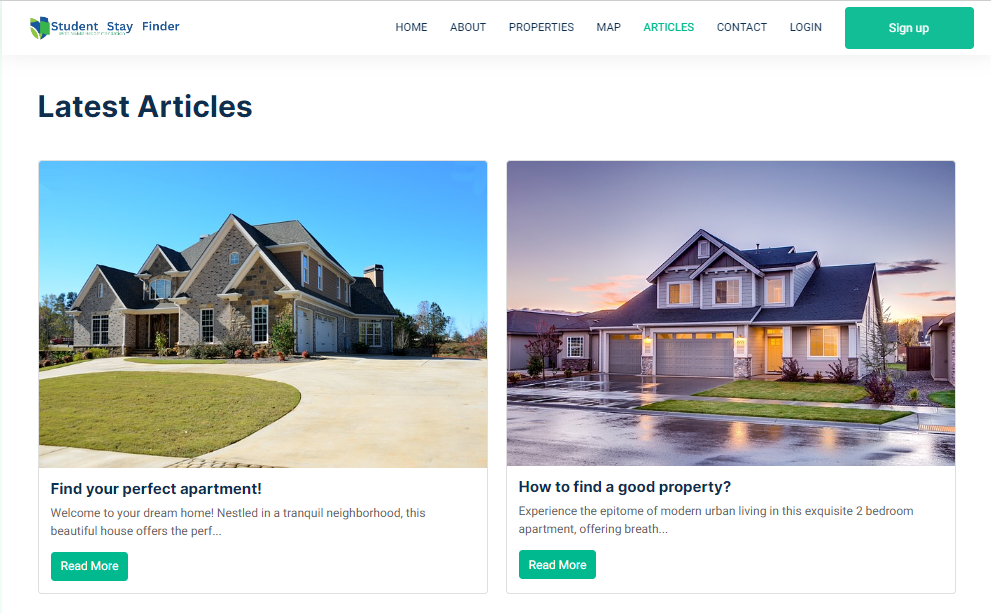 Student Stay Finder
HOME
ABOUT
PROPERTIES
MAP
ARTICLES
CONTACT
LOGIN
Sign up
Latest Articles
Find your perfect apartment!
Welcome to your dream home! Nestled in a tranquil neighborhood, this
beautiful house offers the perf...
Read More
How to find a good property?
Experience the epitome of modern urban living in this exquisite 2 bedroom
apartment, offering breath...
Read More